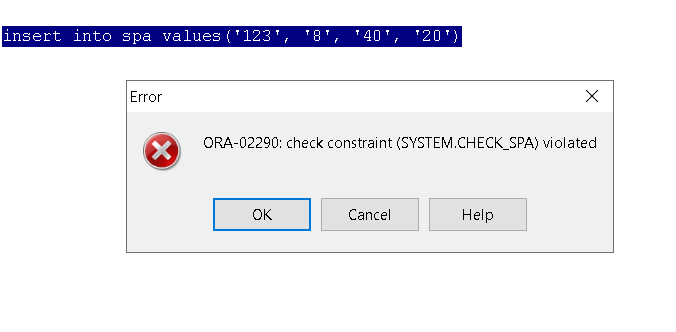 insert into spa values('123', '8', '40', '20')
Error
ORA-02290: check constraint (SYSTEM.CHECK_SPA) violated
OK Cancel Help